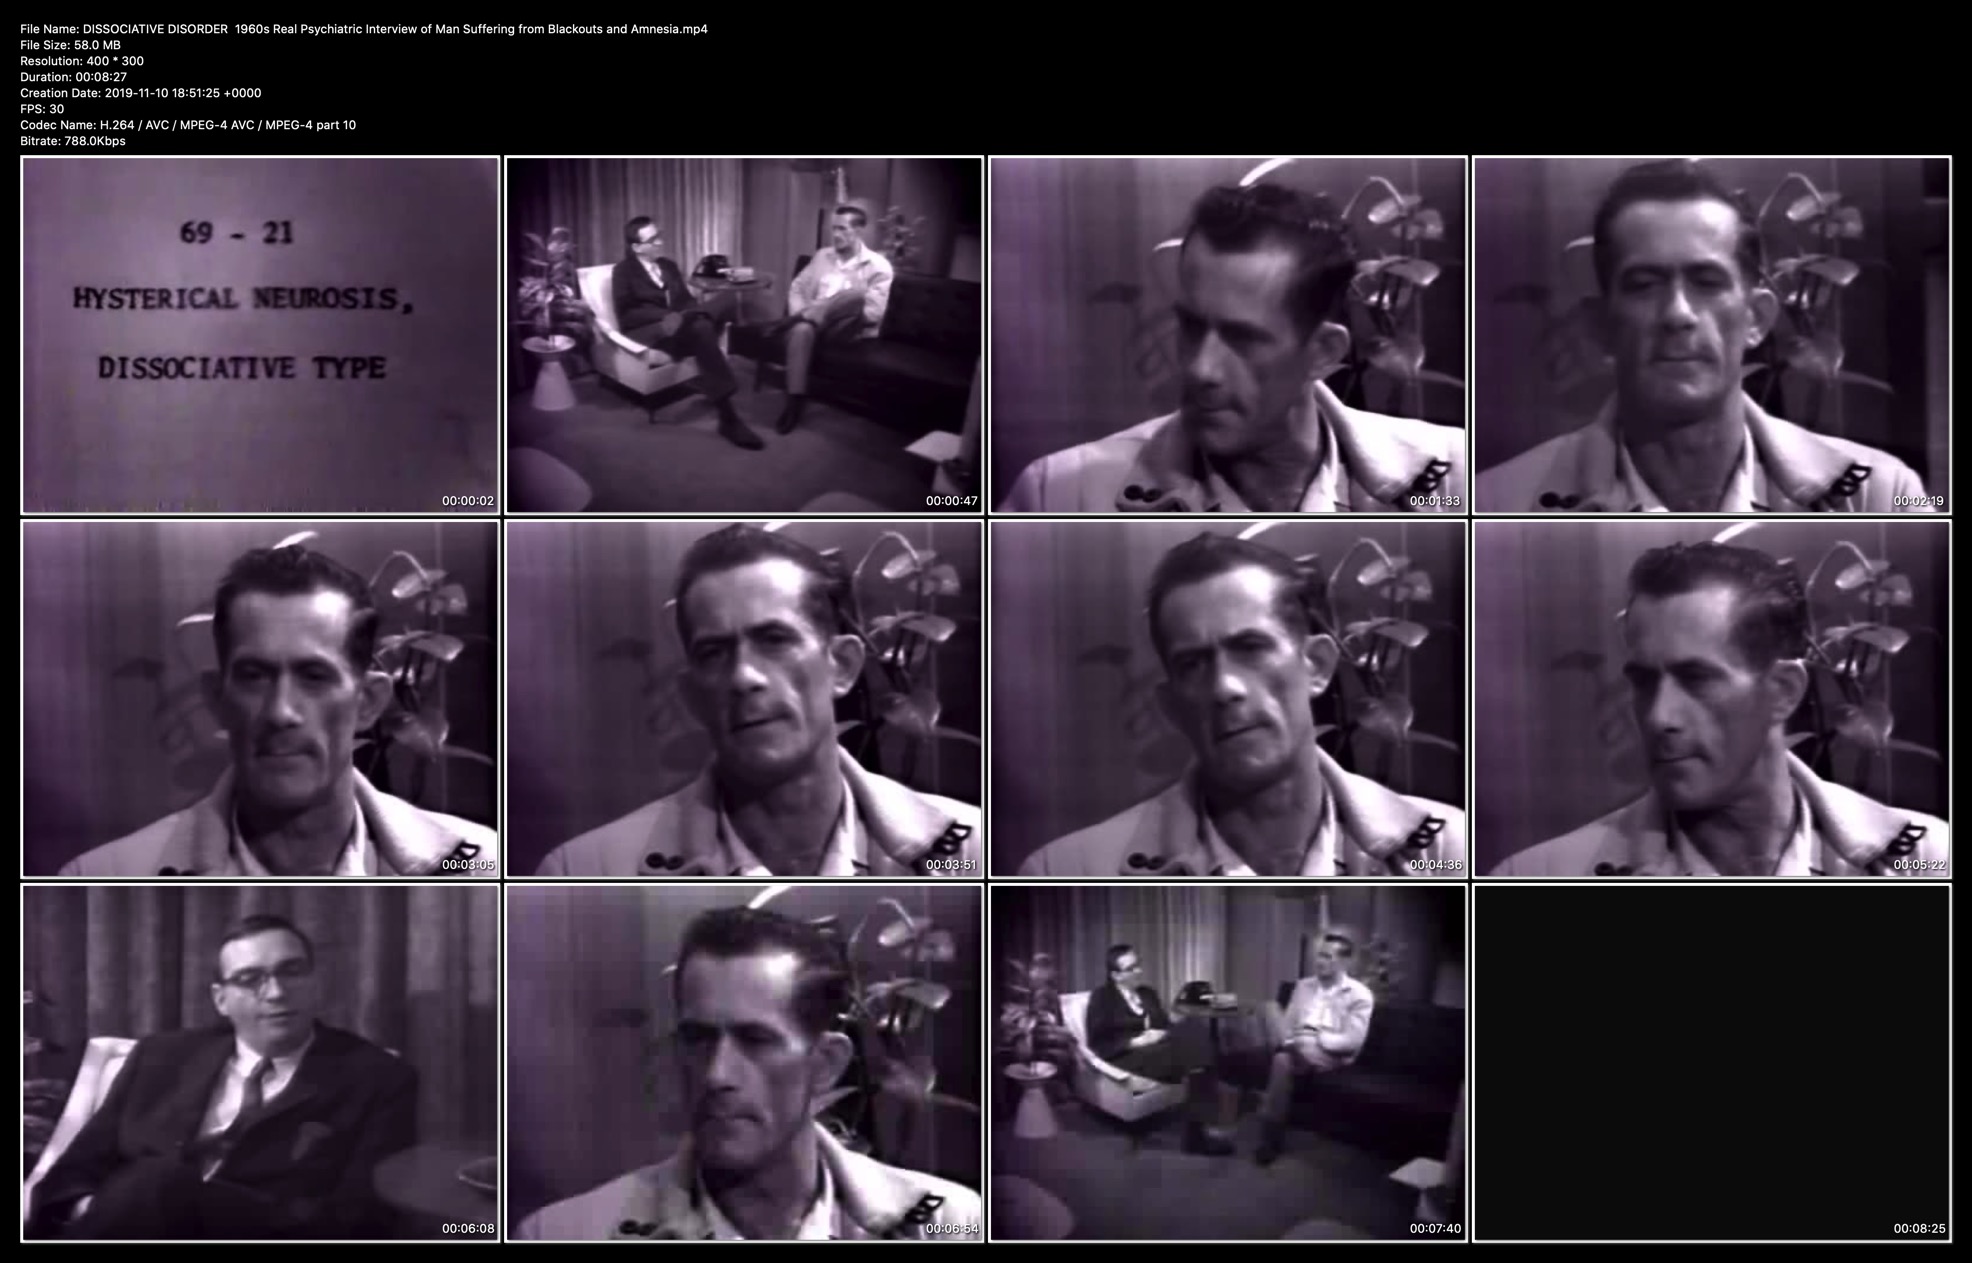 File Name: DISSOCIATIVE DISORDER  1960s Real Psychiatric Interview of Man Suffering from Blackouts and Amnesia.mp4
File Size: 58.0 MB
Resolution: 400 * 300
Duration: 00:08:27
Creation Date: 2019-11-10 18:51:25 +0000
FPS: 30
Codec Name: H.264 / AVC / MPEG-4 AVC / MPEG-4 part 10
Bitrate: 788.0Kbps
69 - 21
HYSTERICAL NEUROSIS,
DISSOCIATIVE TYPE
00:00:02
00:00:47
00:01:33
00:02:19
00:03:05
00:03:51
00:04:36
00:05:22
00:06:08
00:06:54
00:07:40
00:08:25